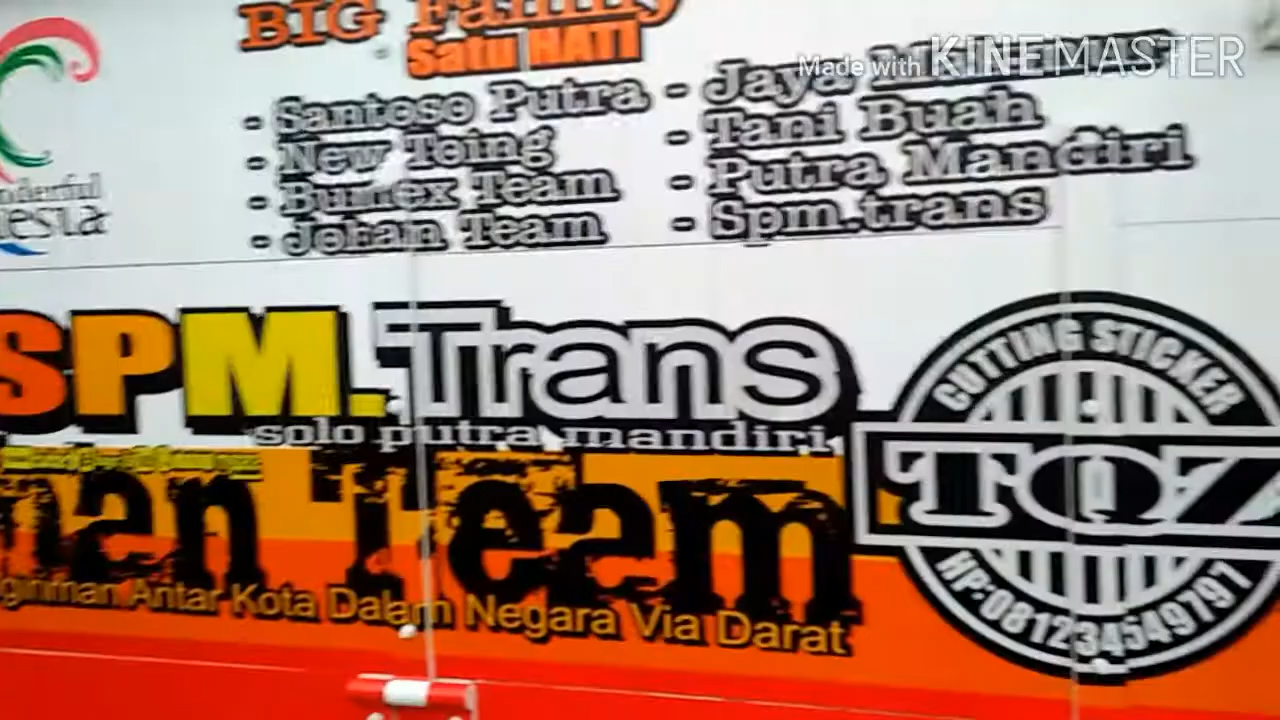 BIG Family
Satu HATI
- Santoso Putra
- New Toing
- Bumex Team
- Johan Team
- Jaya
- Tani Buah
- Putra Mandiri
- Spm.trans
Made with KINEMASTER
SPM.Trans
solo putra mandiri
Team
Antar Kota Dalam Negara Via Darat
CUTTING STICKER
TQZ
HP:081234549797